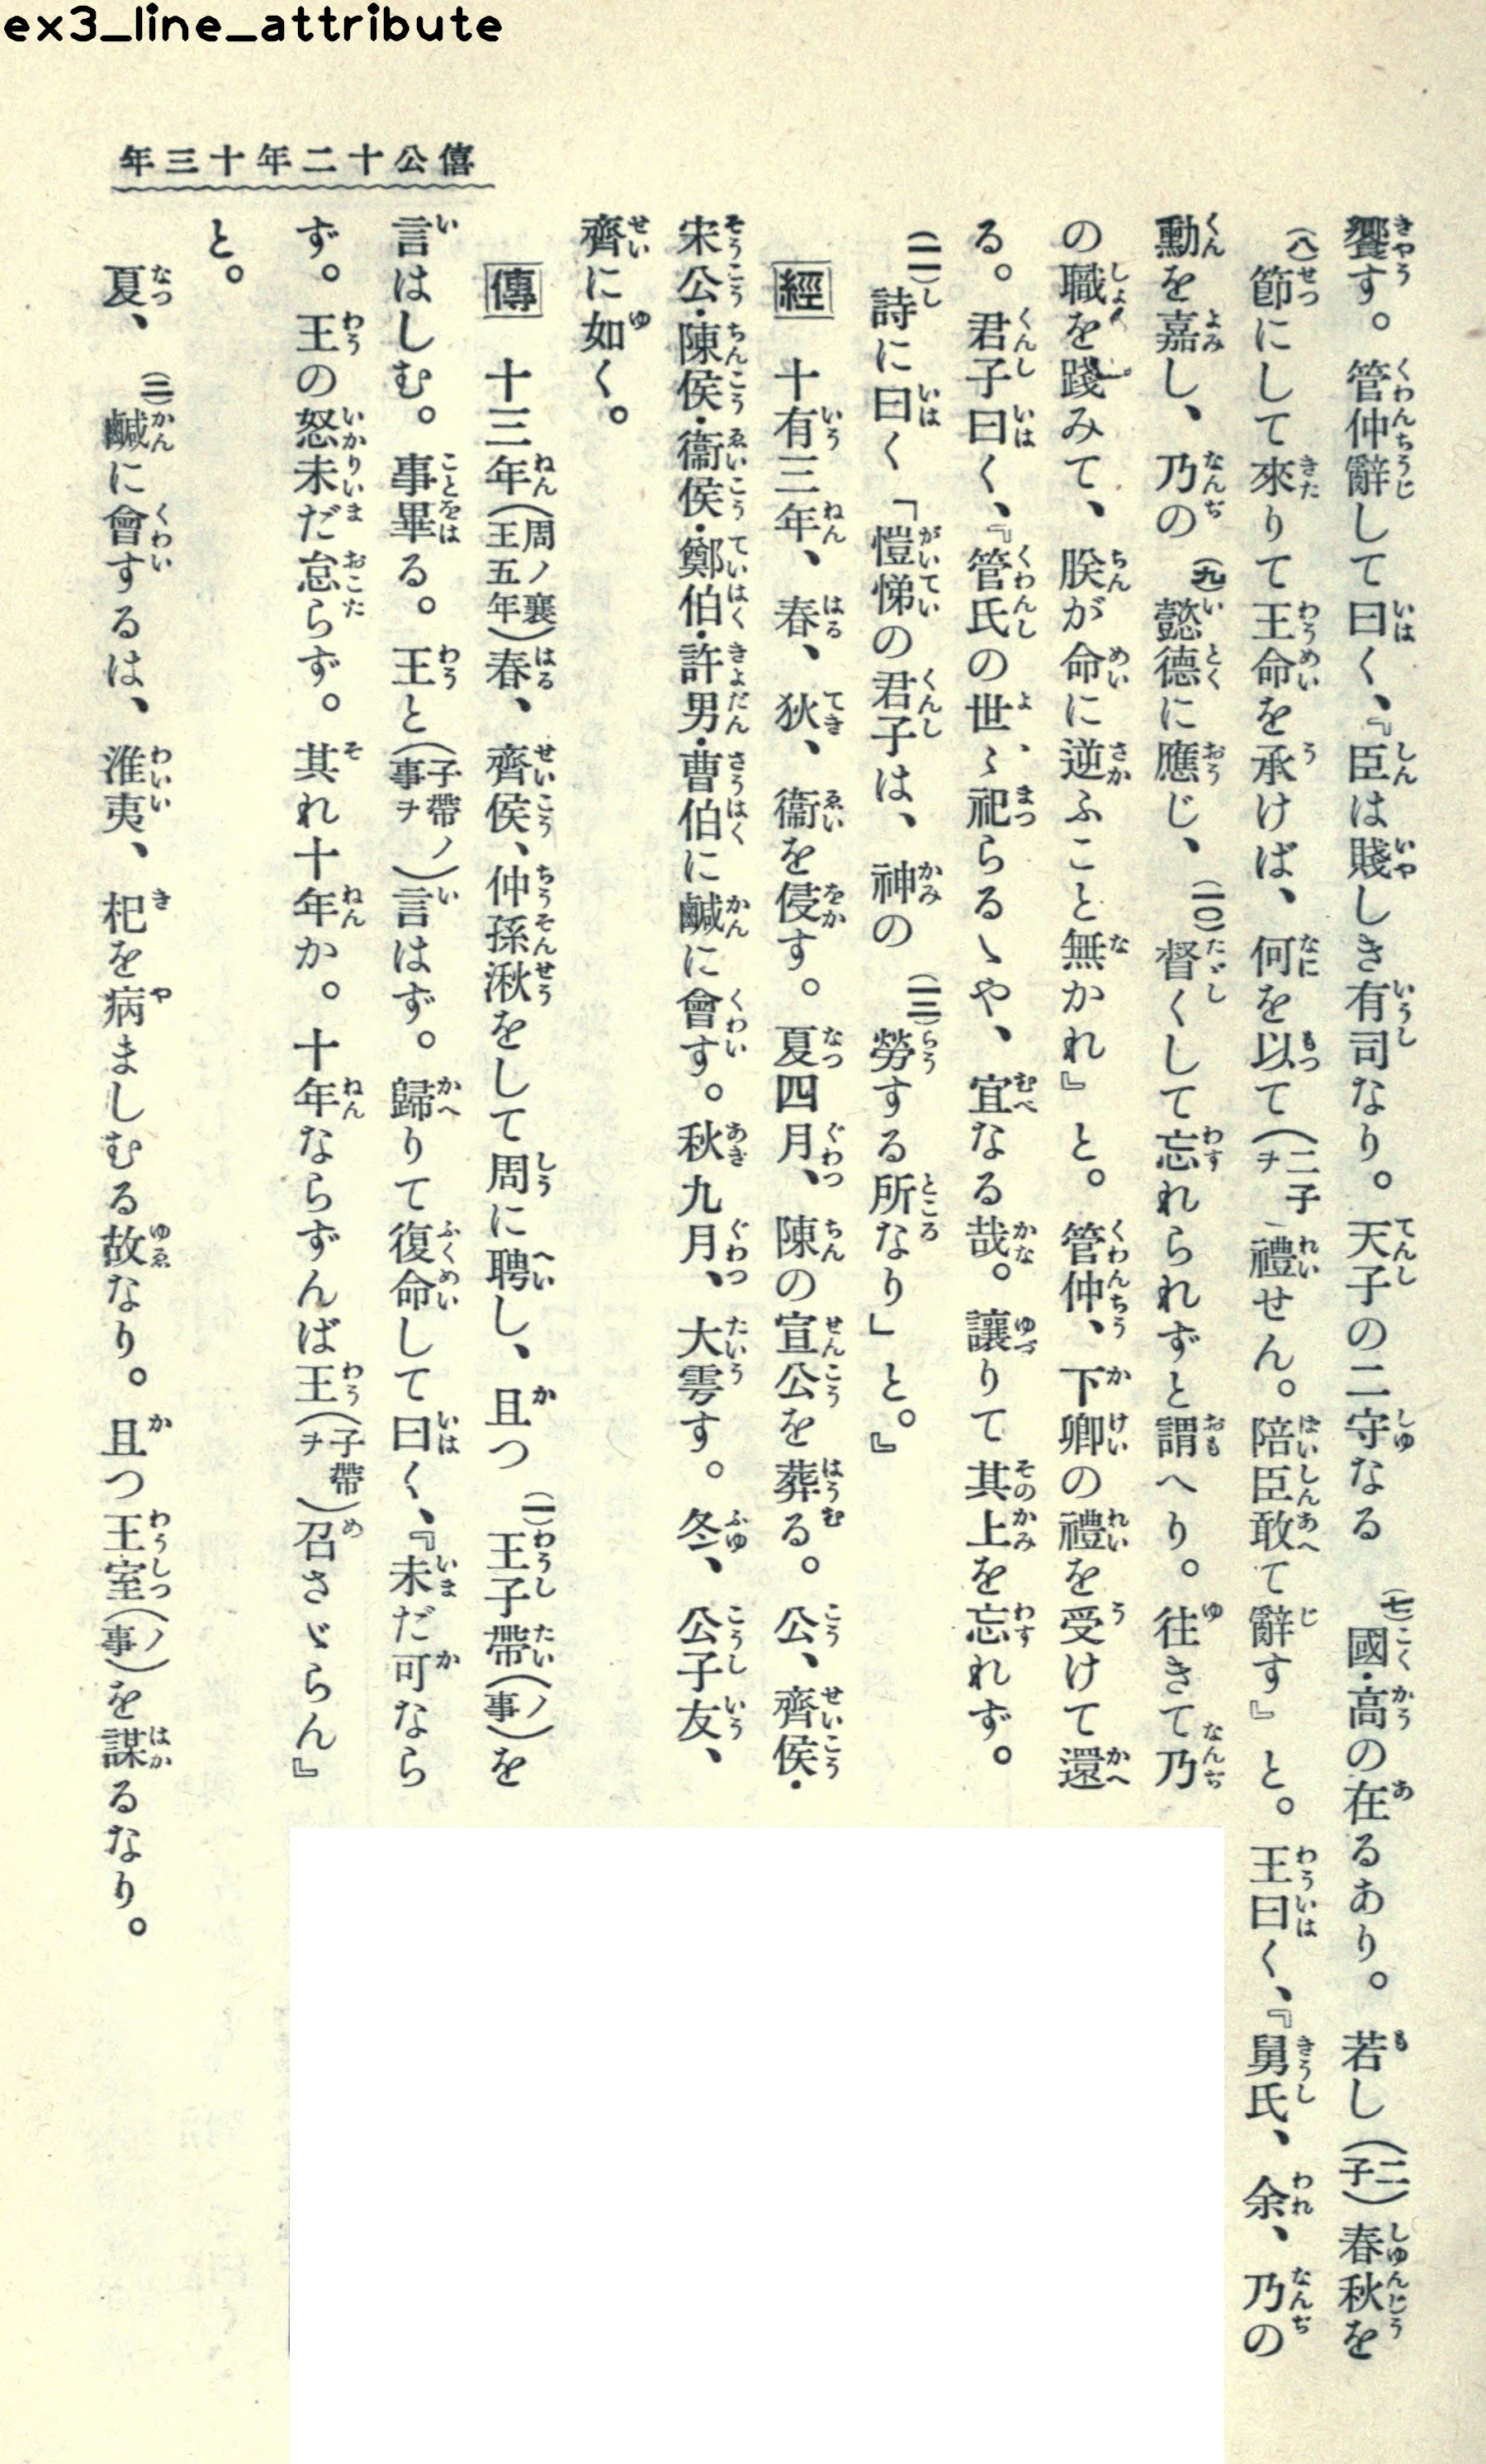 ex3_line_attribute
僖公十二年十三年
饗す。管仲辭して曰く、『臣は賤しき有司なり。天子の二守なる(七)國・高の在るあり。若し(二子)春秋を
(八)節にして來りて王命を承けば、何を以て(二子ヲ)禮せん。陪臣敢て辭す』と。王曰く、『舅氏、余、乃の
勳を嘉し、乃の(九)懿德に應じ、(一〇)督くして忘れられずと謂へり。往きて乃
の職を踐みて、朕が命に逆ふこと無かれ』と。管仲、下卿の禮を受けて還
る。君子曰く、『管氏の世〻祀らるゝや、宜なる哉。讓りて其上を忘れず。
(一一)詩に曰く「愷悌の君子は、神の(一二)勞する所なり」と。』
經 十有三年、春、狄、衞を侵す。夏四月、陳の宣公を葬る。公、齊侯・
宋公・陳侯・衞侯・鄭伯・許男・曹伯に鹹に會す。秋九月、大雩す。冬、公子友、
齊に如く。
傳 十三年(周ノ襄王五年)春、齊侯、仲孫湫をして周に聘し、且つ(一)王子帶(ノ事)を
言はしむ。事畢る。王と(子帶ノ事ヲ)言はず。歸りて復命して曰く、『未だ可なら
ず。王の怒未だ怠らず。其れ十年か。十年ならずんば王(子帶ヲ)召さゞらん』
と。
夏、(二)鹹に會するは、淮夷、杞を病ましむる故なり。且つ王室(ノ事)を謀るなり。